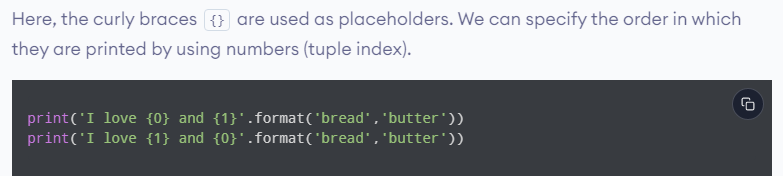 Here, the curly braces {} are used as placeholders. We can specify the order in which
they are printed by using numbers (tuple index).
print('I love {0} and {1}'.format('bread','butter'))
print('I love {1} and {0}'.format('bread','butter'))